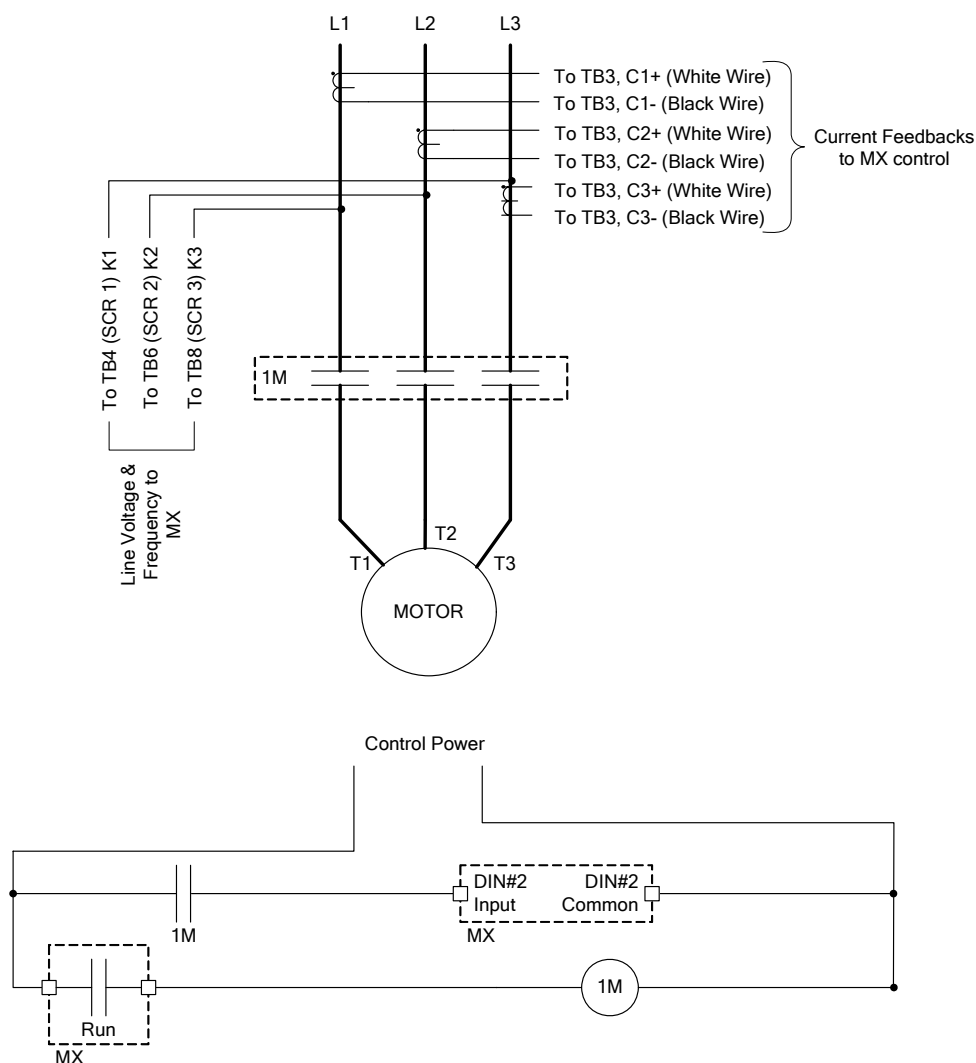 L1
L2
L3
To TB3, C1+ (White Wire)
To TB3, C1- (Black Wire)
To TB3, C2+ (White Wire)
To TB3, C2- (Black Wire)
To TB3, C3+ (White Wire)
To TB3, C3- (Black Wire)
Current Feedbacks
to MX control
To TB4 (SCR 1) K1
To TB6 (SCR 2) K2
To TB8 (SCR 3) K3
Line Voltage &
Frequency to
MX
1M
T1
T2
T3
MOTOR
Control Power
1M
DIN#2
Input
DIN#2
Common
MX
Run
MX
1M